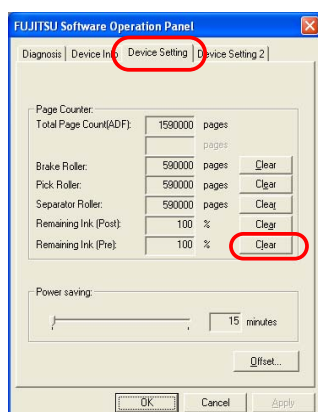 FUJITSU Software Operation Panel
Diagnosis Device Info Device Setting Device Setting 2
Page Counter:
Total Page Count(ADF): 1590000 pages
pages
Brake Roller: 590000 pages Clear
Pick Roller: 590000 pages Clear
Separator Roller: 590000 pages Clear
Remaining Ink (Post): 100 % Clear
Remaining Ink (Pre): 100 % Clear
Power saving:
15 minutes
Offset...
OK Cancel Apply